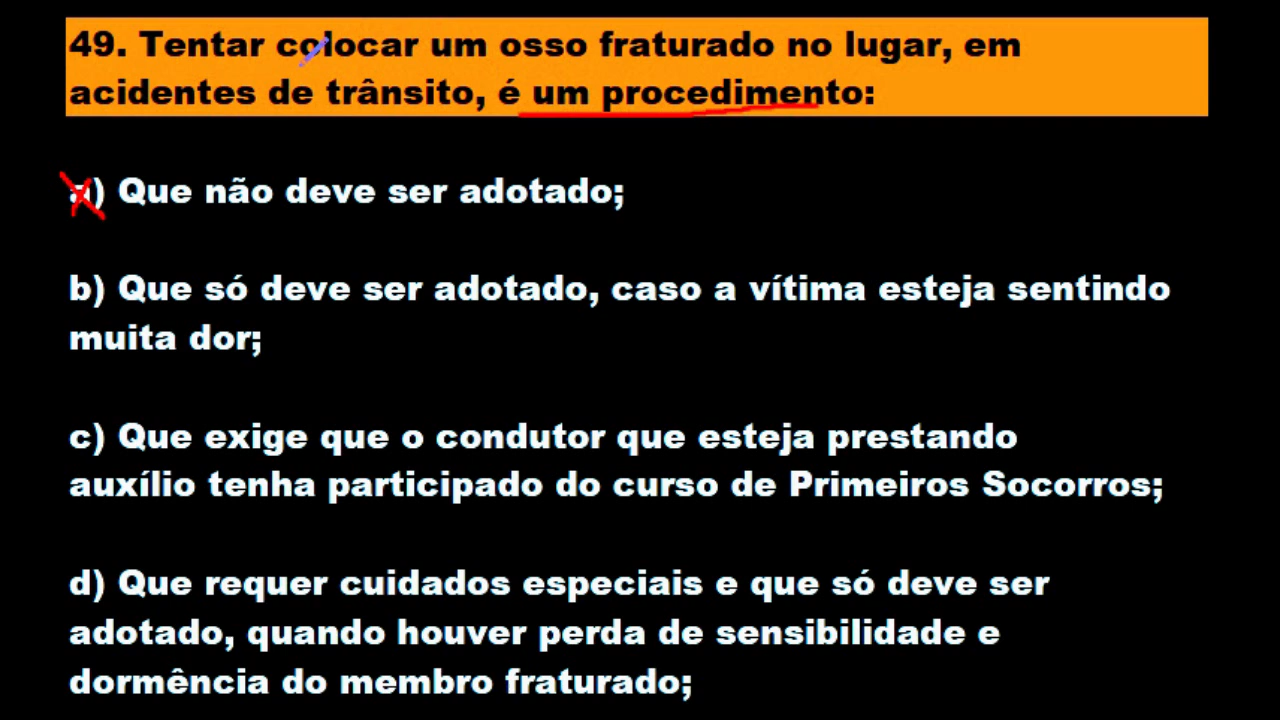 49. Tentar colocar um osso fraturado no lugar, em
acidentes de trânsito, é um procedimento:
a) Que não deve ser adotado;
b) Que só deve ser adotado, caso a vítima esteja sentindo
muita dor;
c) Que exige que o condutor que esteja prestando
auxílio tenha participado do curso de Primeiros Socorros;
d) Que requer cuidados especiais e que só deve ser
adotado, quando houver perda de sensibilidade e
dormência do membro fraturado;